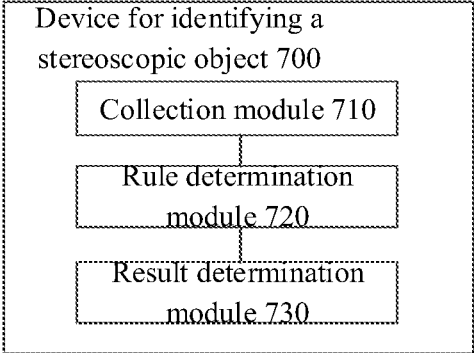 Device for identifying a
stereoscopic object 700
Collection module 710
Rule determination
module 720
Result determination
module 730